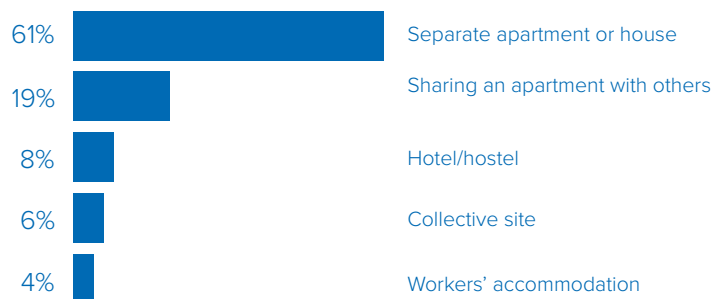 61% Separate apartment or house
19% Sharing an apartment with others
8% Hotel/hostel
6% Collective site
4% Workers’ accommodation